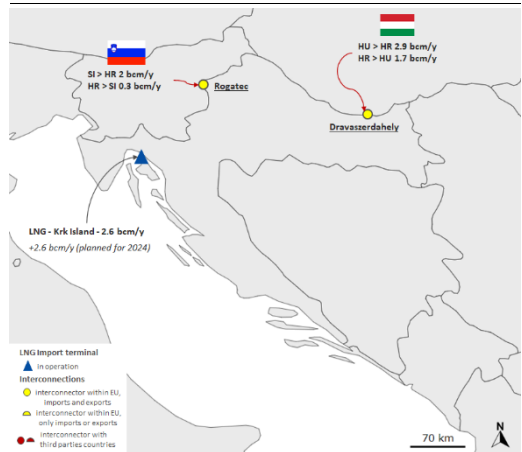 HU > HR 2.9 bcm/y
HR > HU 1.7 bcm/y
SI > HR 2 bcm/y
HR > SI 0.3 bcm/y
Rogatec
Dravaszerdahely
LNG - Krk Island - 2.6 bcm/y
+2.6 bcm/y (planned for 2024)
LNG Import terminal
In operation
Interconnections
Interconnector within EU,
imports and exports
Interconnector within EU,
only imports or exports
Interconnector with
third parties countries
70 km
N